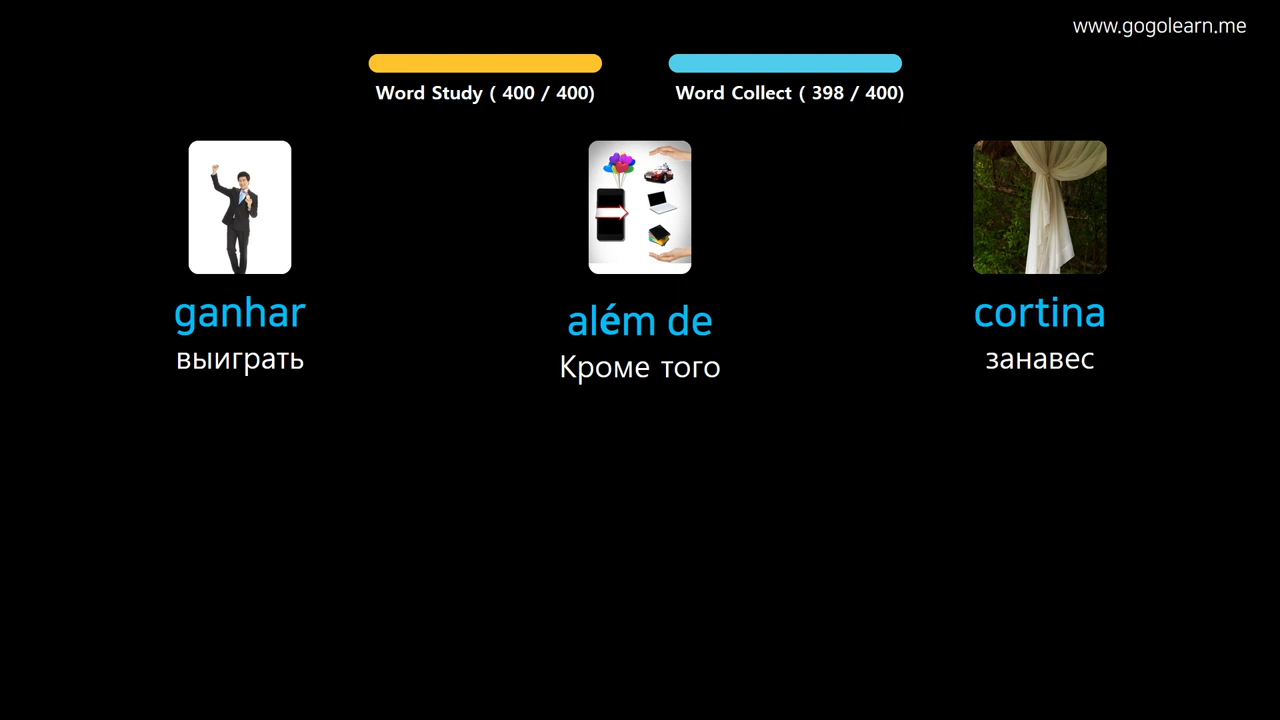 www.gogolearn.me
Word Study ( 400 / 400)
Word Collect ( 398 / 400)
ganhar
выиграть
além de
Кроме того
cortina
занавес